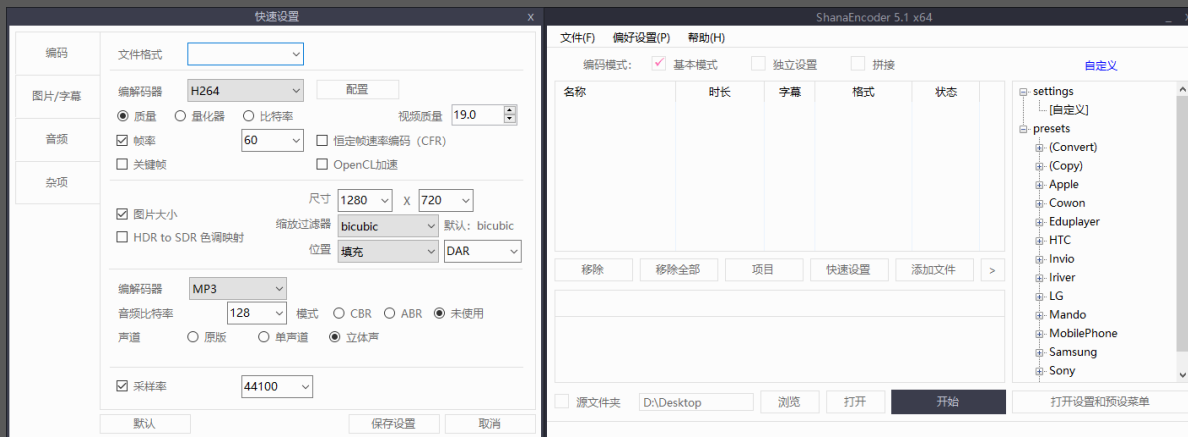 快速设置 X
编码
图片/字幕
音频
杂项
文件格式
编解码器 H264 配置
质量 量化器 比特率 视频质量 19.0
帧率 60 恒定帧速率编码（CFR）
关键帧 OpenCL加速
尺寸 1280 X 720
图片大小
缩放过滤器 bicubic 默认：bicubic
HDR to SDR 色调映射
位置 填充 DAR
编解码器 MP3
音频比特率 128 模式 CBR ABR 未使用
声道 原版 单声道 立体声
采样率 44100
默认 保存设置 取消
ShanaEncoder 5.1 x64
文件(F) 偏好设置(P) 帮助(H)
编码模式： 基本模式 独立设置 拼接 自定义
名称 时长 字幕 格式 状态
移除 移除全部 项目 快速设置 添加文件 >
源文件夹 D:\Desktop 浏览 打开 开始
settings
[自定义]
presets
(Convert)
(Copy)
Apple
Cowon
Eduplayer
HTC
Invio
Iriver
LG
Mando
MobilePhone
Samsung
Sony
打开设置和预设菜单